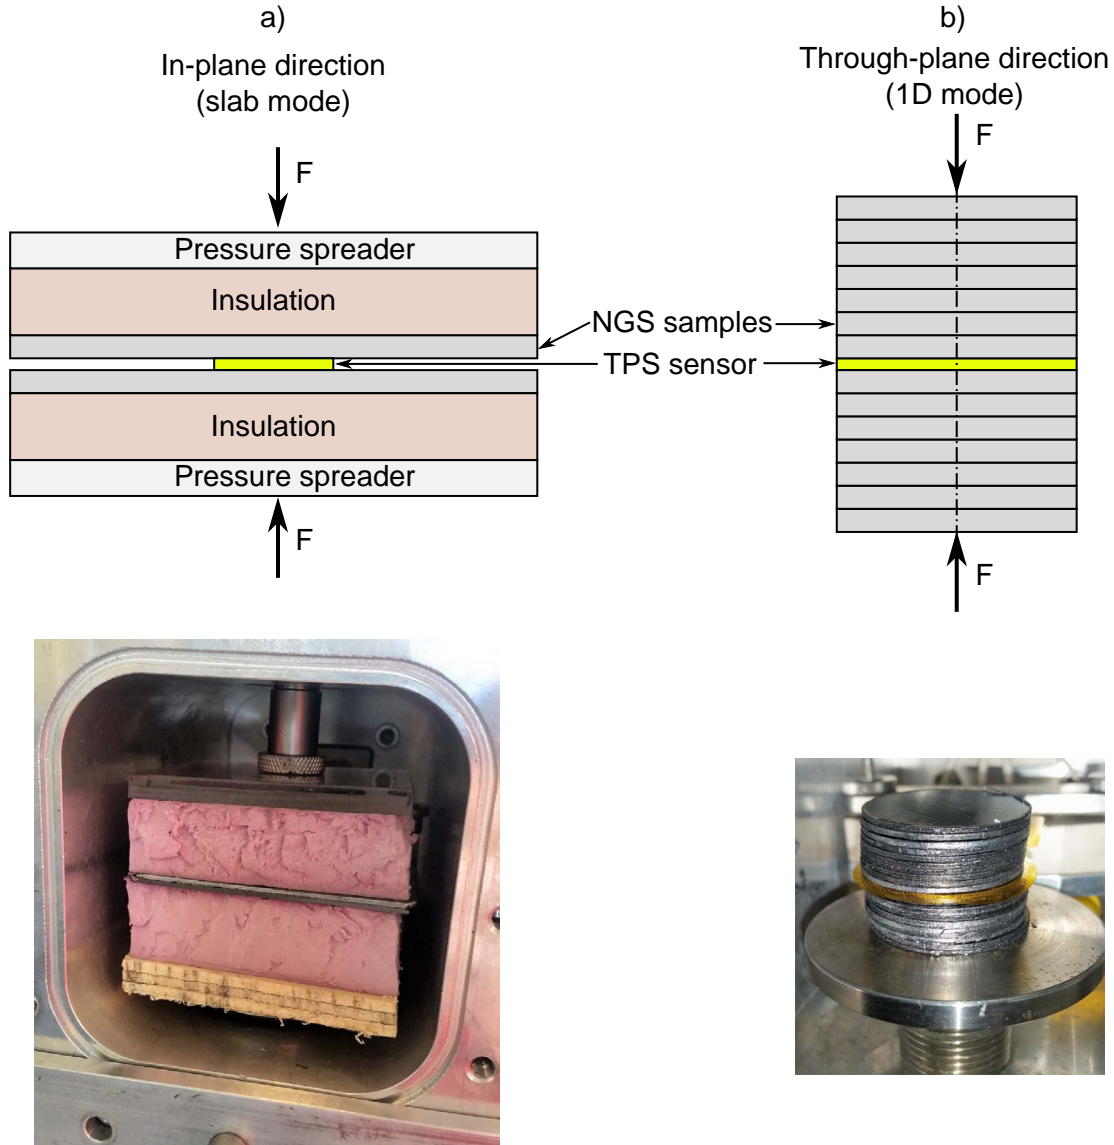 a)
In-plane direction
(slab mode)
F
Pressure spreader
Insulation
Insulation
Pressure spreader
F
b)
Through-plane direction
(1D mode)
F
NGS samples
TPS sensor
F